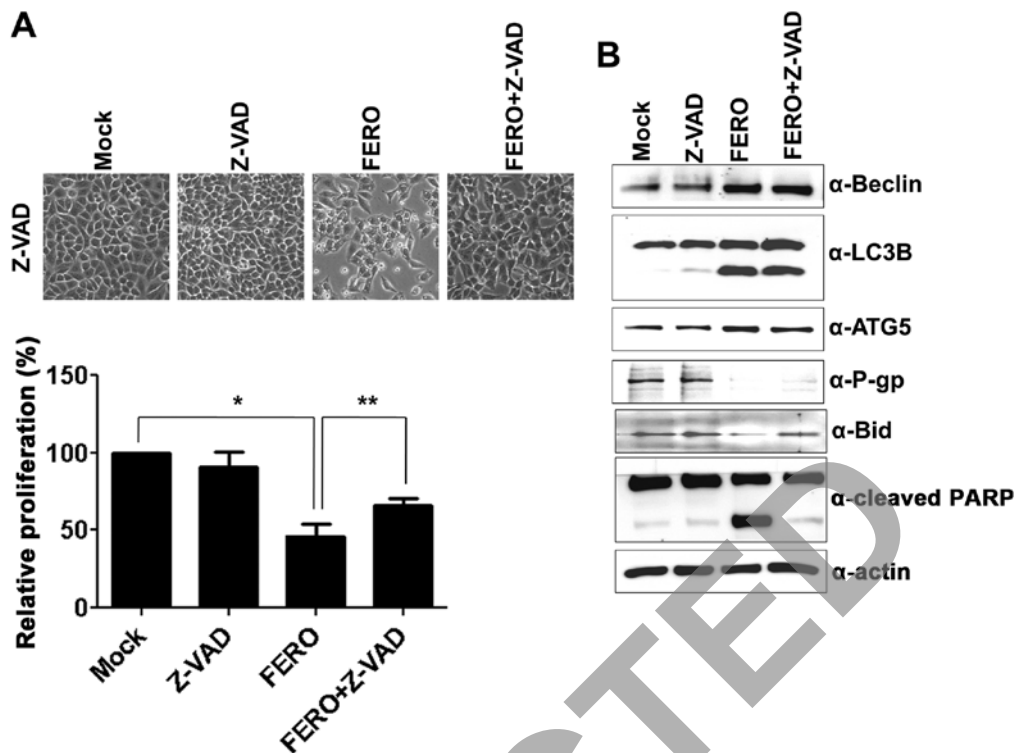 A
Mock
Z-VAD
FERO
FERO+Z-VAD
Z-VAD
Relative proliferation (%)
150
100
50
0
*
**
Mock
Z-VAD
FERO
FERO+Z-VAD
B
Mock
Z-VAD
FERO
FERO+Z-VAD
α-Beclin
α-LC3B
α-ATG5
α-P-gp
α-Bid
α-cleaved PARP
α-actin
CTED